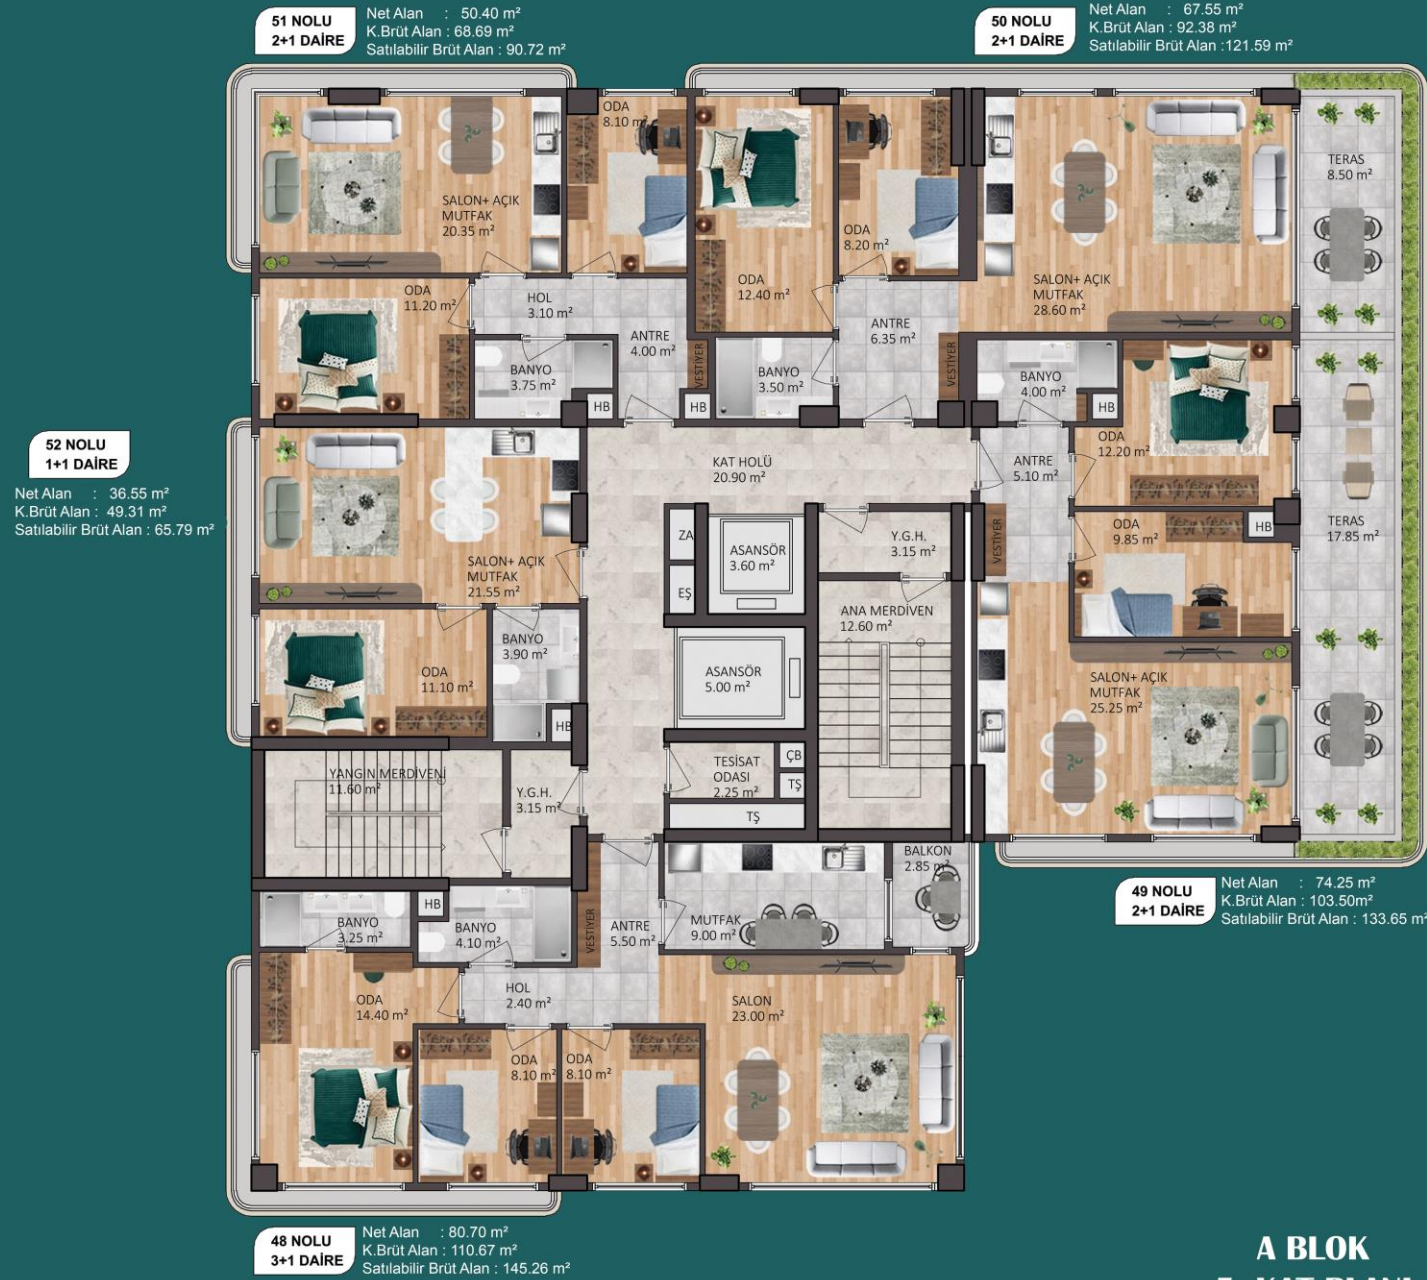 51 NOLU
2+1 DAİRE
Net Alan : 50.40 m²
K.Brüt Alan : 68.69 m²
Satılabilir Brüt Alan : 90.72 m²
50 NOLU
2+1 DAİRE
Net Alan : 67.55 m²
K.Brüt Alan : 92.38 m²
Satılabilir Brüt Alan :121.59 m²
SALON+ AÇIK
MUTFAK
20.35 m²
ODA
8.10 m²
ODA
11.20 m²
HOL
3.10 m²
ANTRE
4.00 m²
BANYO
3.75 m²
HB
VESTİYER
HB
ODA
12.40 m²
ODA
8.20 m²
BANYO
3.50 m²
ANTRE
6.35 m²
VESTİYER
SALON+ AÇIK
MUTFAK
28.60 m²
TERAS
8.50 m²
BANYO
4.00 m²
HB
ODA
12.20 m²
ANTRE
5.10 m²
VESTİYER
ODA
9.85 m²
HB
TERAS
17.85 m²
SALON+ AÇIK
MUTFAK
25.25 m²
52 NOLU
1+1 DAİRE
Net Alan : 36.55 m²
K.Brüt Alan : 49.31 m²
Satılabilir Brüt Alan : 65.79 m²
SALON+ AÇIK
MUTFAK
21.55 m²
ODA
11.10 m²
BANYO
3.90 m²
HB
KAT HOLÜ
20.90 m²
ZA
EŞ
ASANSÖR
3.60 m²
ASANSÖR
5.00 m²
Y.G.H.
3.15 m²
ANA MERDİVEN
12.60 m²
TESİSAT
ODASI
2.25 m²
ÇB
TŞ
TŞ
YANGIN MERDİVENİ
11.60 m²
Y.G.H.
3.15 m²
BANYO
3.25 m²
HB
BANYO
4.10 m²
VESTİYER
ANTRE
5.50 m²
MUTFAK
9.00 m²
BALKON
2.85 m²
49 NOLU
2+1 DAİRE
Net Alan : 74.25 m²
K.Brüt Alan : 103.50m²
Satılabilir Brüt Alan : 133.65 m²
ODA
14.40 m²
HOL
2.40 m²
SALON
23.00 m²
ODA
8.10 m²
ODA
8.10 m²
48 NOLU
3+1 DAİRE
Net Alan : 80.70 m²
K.Brüt Alan : 110.67 m²
Satılabilir Brüt Alan : 145.26 m²
A BLOK